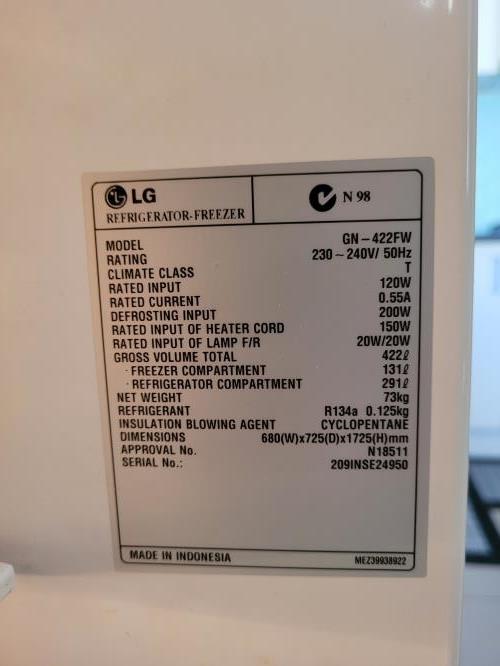 LG N 98
REFRIGERATOR-FREEZER
MODEL GN-422FW
RATING 230~240V/ 50Hz
CLIMATE CLASS T
RATED INPUT 120W
RATED CURRENT 0.55A
DEFROSTING INPUT 200W
RATED INPUT OF HEATER CORD 150W
RATED INPUT OF LAMP F/R 20W/20W
GROSS VOLUME TOTAL 422ℓ
· FREEZER COMPARTMENT 131ℓ
· REFRIGERATOR COMPARTMENT 291ℓ
NET WEIGHT 73kg
REFRIGERANT R134a 0.125kg
INSULATION BLOWING AGENT CYCLOPENTANE
DIMENSIONS 680(W)x725(D)x1725(H)mm
APPROVAL No. N18511
SERIAL No.: 209INSE24950
MADE IN INDONESIA MEZ39938922